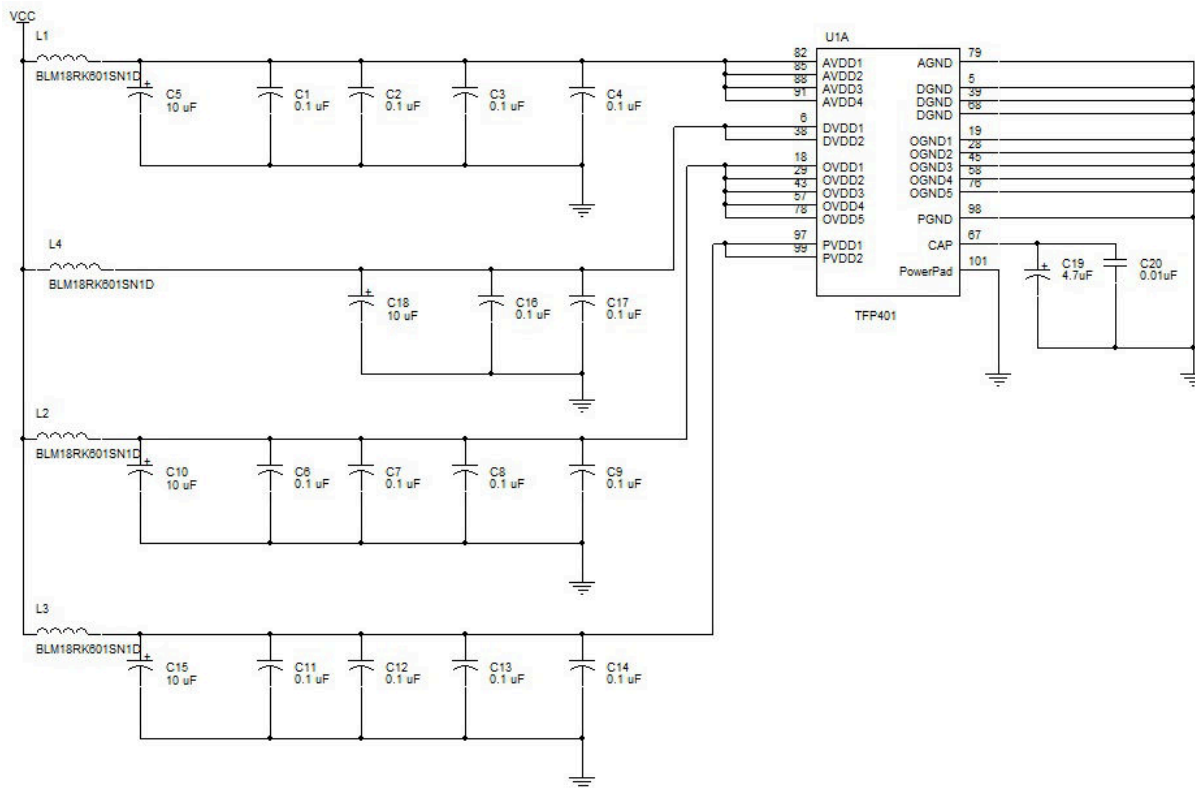 VCC
L1
BLM18RK601SN1D
C5
10 uF
C1
0.1 uF
C2
0.1 uF
C3
0.1 uF
C4
0.1 uF
U1A
82
AVDD1
85
AVDD2
88
AVDD3
91
AVDD4
6
DVDD1
38
DVDD2
18
OVDD1
29
OVDD2
43
OVDD3
57
OVDD4
78
OVDD5
97
PVDD1
99
PVDD2
79
AGND
5
DGND
39
DGND
68
DGND
19
OGND1
28
OGND2
45
OGND3
58
OGND4
76
OGND5
98
PGND
67
CAP
101
PowerPad
TFP401
C19
4.7uF
C20
0.01uF
L4
BLM18RK601SN1D
C18
10 uF
C16
0.1 uF
C17
0.1 uF
L2
BLM18RK601SN1D
C10
10 uF
C6
0.1 uF
C7
0.1 uF
C8
0.1 uF
C9
0.1 uF
L3
BLM18RK601SN1D
C15
10 uF
C11
0.1 uF
C12
0.1 uF
C13
0.1 uF
C14
0.1 uF